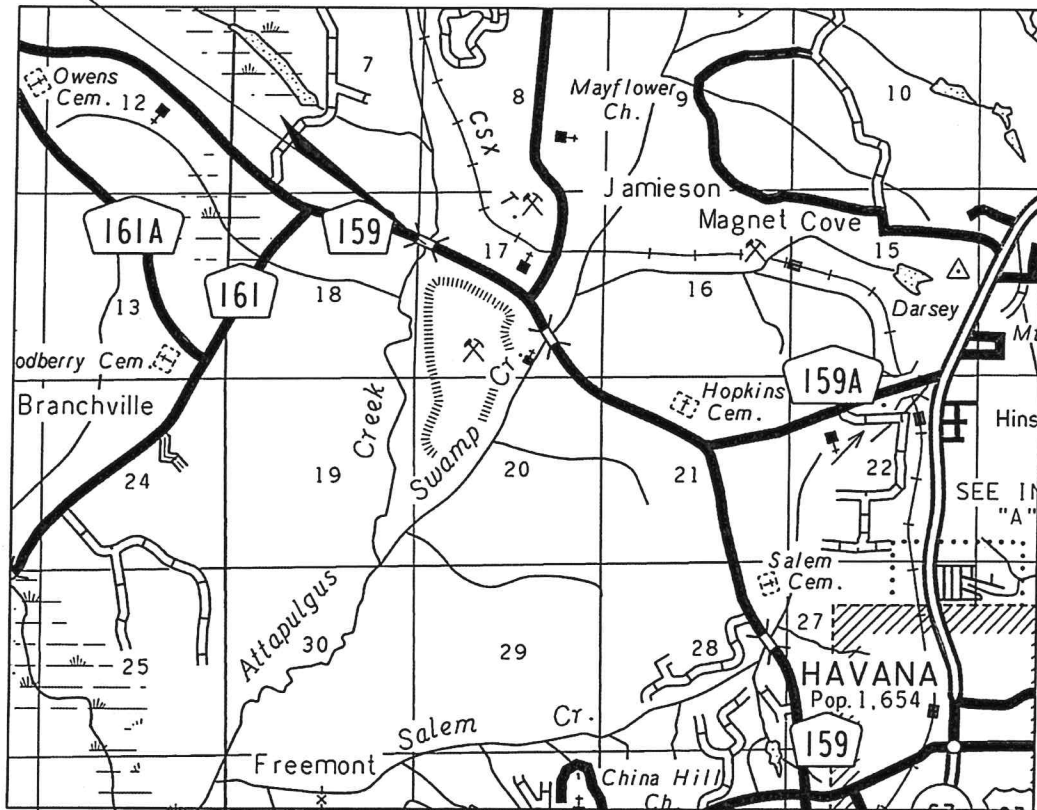 7
8
Mayflower
Ch.
9
10
Owens
Cem.
12
CSX
Jamieson
Magnet Cove
161A
159
T.
17
15
161
18
16
13
Darsey
odberry Cem.
Cr.
159A
Hopkins
Cem.
Branchville
Creek
Swamp
Hins
24
19
20
21
22
SEE IN
"A"
Salem
Cem.
Attapulgus
27
25
30
29
28
HAVANA
Pop. 1,654
Salem
Cr.
159
Freemont
China Hill
Ch.